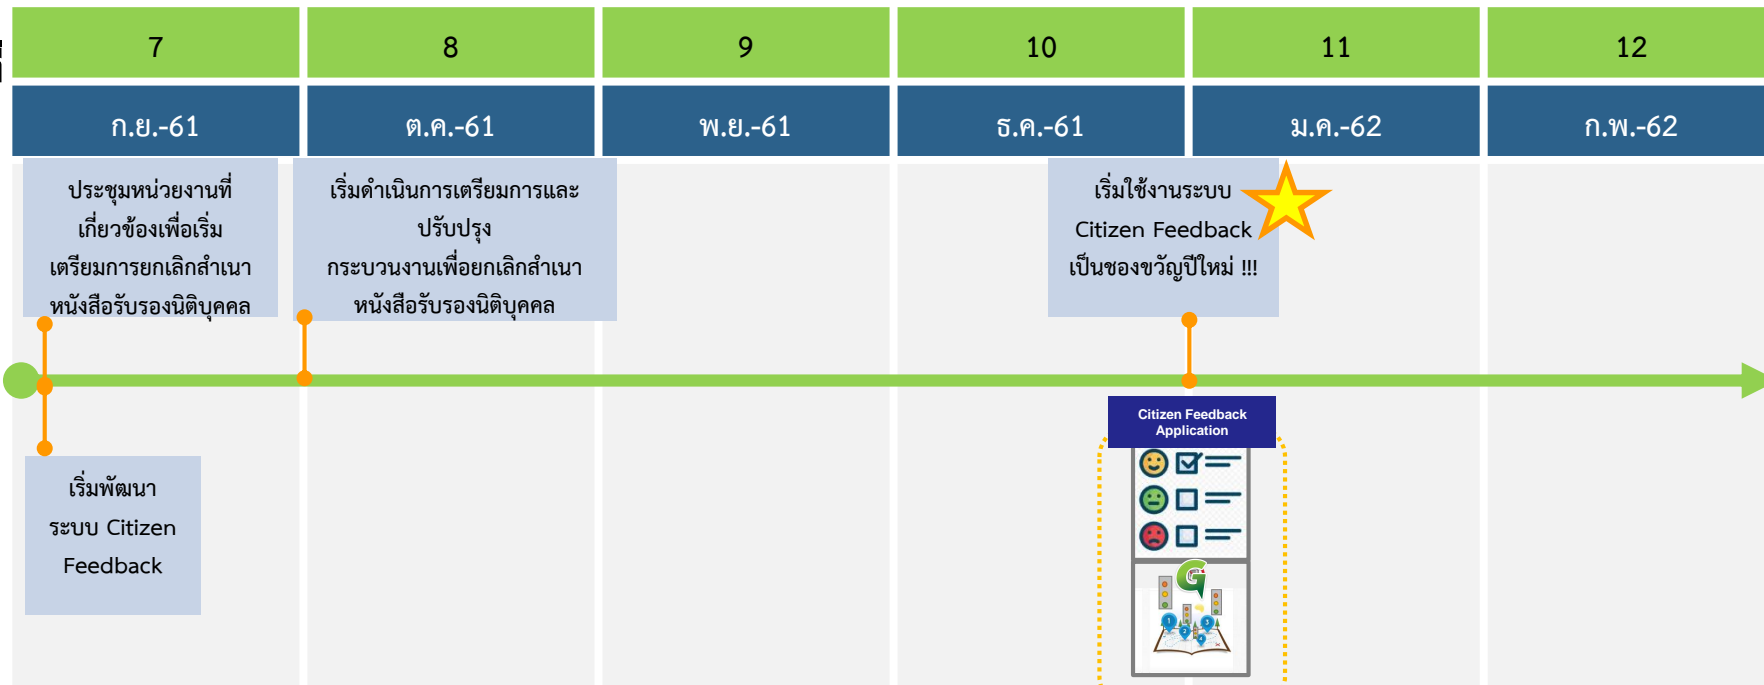 7 8 9 10 11 12
ก.ย.-61 ต.ค.-61 พ.ย.-61 ธ.ค.-61 ม.ค.-62 ก.พ.-62
ประชุมหน่วยงานที่
เกี่ยวข้องเพื่อเริ่ม
เตรียมการยกเลิกสำเนา
หนังสือรับรองนิติบุคคล
เริ่มดำเนินการเตรียมการและ
ปรับปรุง
กระบวนงานเพื่อยกเลิกสำเนา
หนังสือรับรองนิติบุคคล
เริ่มใช้งานระบบ
Citizen Feedback
เป็นของขวัญปีใหม่ !!!
เริ่มพัฒนา
ระบบ Citizen
Feedback
Citizen Feedback
Application
G
1
2
3
4